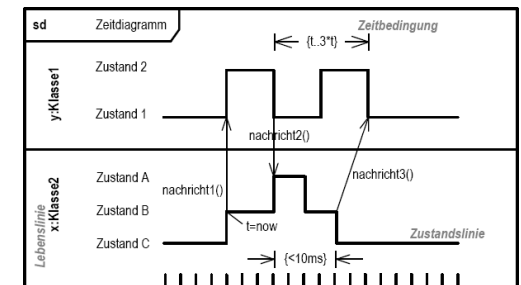 sd Zeitdiagramm
Zeitbedingung
{t..3*t}
y:Klasse1
Zustand 2
Zustand 1
nachricht2()
Lebenslinie
x:Klasse2
Zustand A
nachricht1()
nachricht3()
Zustand B
t=now
Zustand C
Zustandslinie
{<10ms}